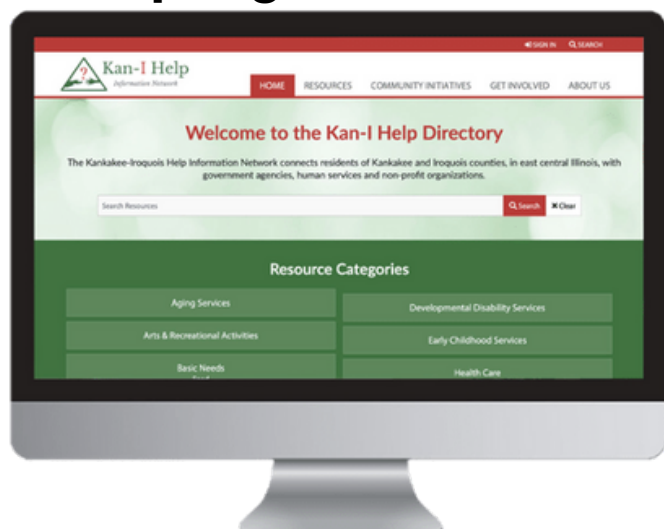 SIGN IN SEARCH
Kan-I Help
Information Network
HOME RESOURCES COMMUNITY INITIATIVES GET INVOLVED ABOUT US
Welcome to the Kan-I Help Directory
The Kankakee-Iroquois Help Information Network connects residents of Kankakee and Iroquois counties, in east central Illinois, with
government agencies, human services and non-profit organizations.
Search Resources Search Clear
Resource Categories
Aging Services Developmental Disability Services
Arts & Recreational Activities Early Childhood Services
Basic Needs Health Care